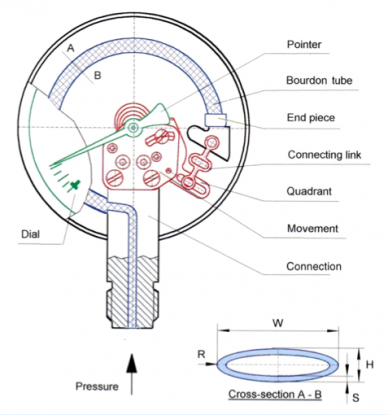 A
B
Pointer
Bourdon tube
End piece
Connecting link
Quadrant
Movement
Dial
Connection
W
R
H
S
Pressure
Cross-section A - B